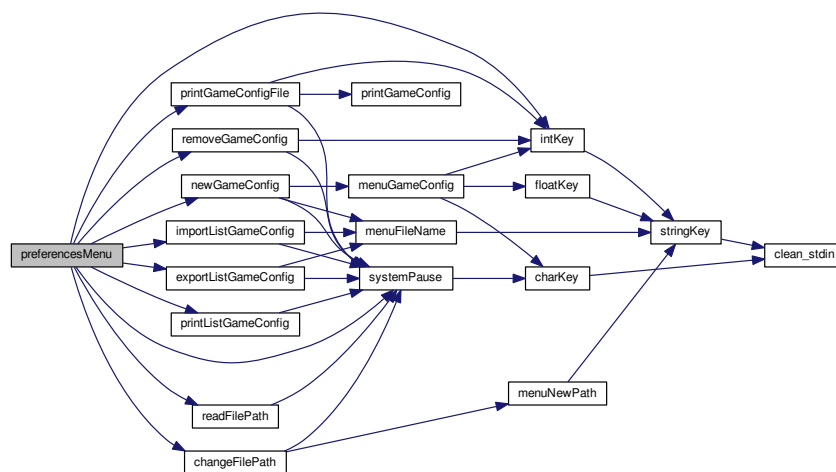 preferencesMenu
printGameConfigFile
removeGameConfig
newGameConfig
importListGameConfig
exportListGameConfig
printListGameConfig
readFilePath
changeFilePath
printGameConfig
menuGameConfig
menuFileName
systemPause
menuNewPath
intKey
floatKey
charKey
stringKey
clean_stdin